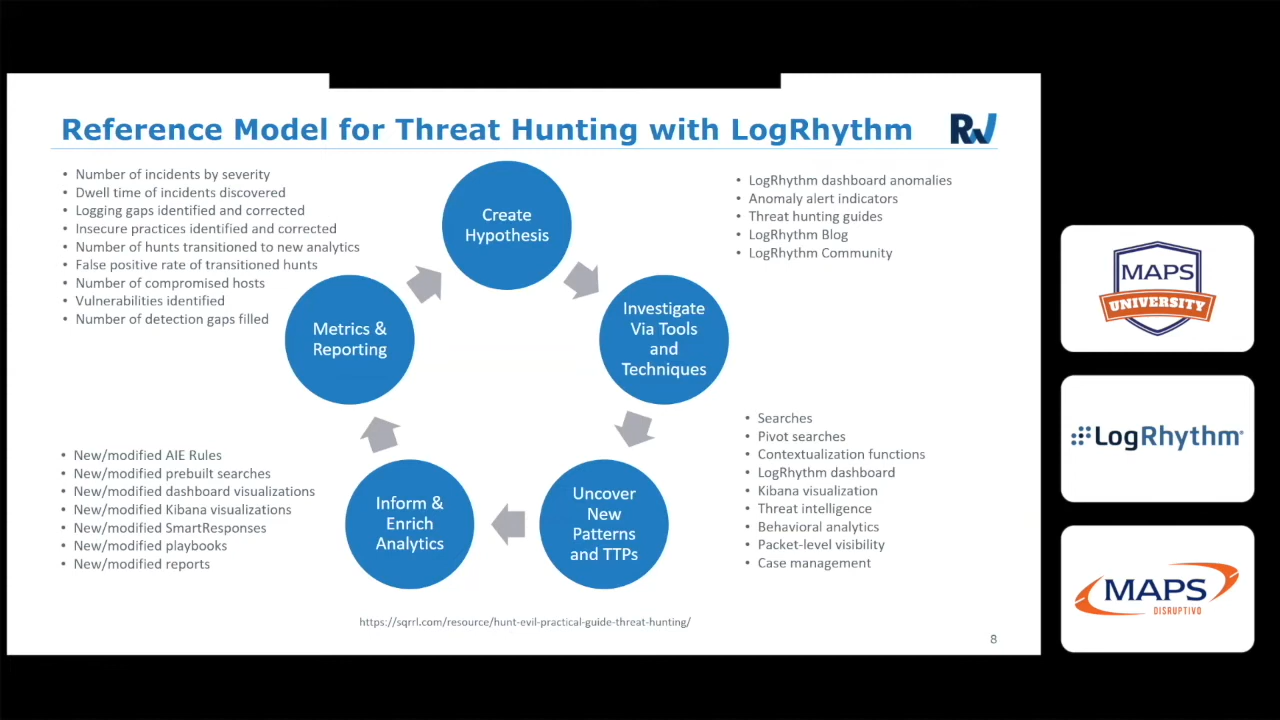 Reference Model for Threat Hunting with LogRhythm
RW
• Number of incidents by severity
• Dwell time of incidents discovered
• Logging gaps identified and corrected
• Insecure practices identified and corrected
• Number of hunts transitioned to new analytics
• False positive rate of transitioned hunts
• Number of compromised hosts
• Vulnerabilities identified
• Number of detection gaps filled
Create
Hypothesis
• LogRhythm dashboard anomalies
• Anomaly alert indicators
• Threat hunting guides
• LogRhythm Blog
• LogRhythm Community
Metrics &
Reporting
Investigate
Via Tools
and
Techniques
• New/modified AIE Rules
• New/modified prebuilt searches
• New/modified dashboard visualizations
• New/modified Kibana visualizations
• New/modified SmartResponses
• New/modified playbooks
• New/modified reports
Inform &
Enrich
Analytics
Uncover
New
Patterns
and TTPs
• Searches
• Pivot searches
• Contextualization functions
• LogRhythm dashboard
• Kibana visualization
• Threat intelligence
• Behavioral analytics
• Packet-level visibility
• Case management
https://sqrrl.com/resource/hunt-evil-practical-guide-threat-hunting/
8
MAPS
UNIVERSITY
LogRhythm
MAPS
DISRUPTIVO